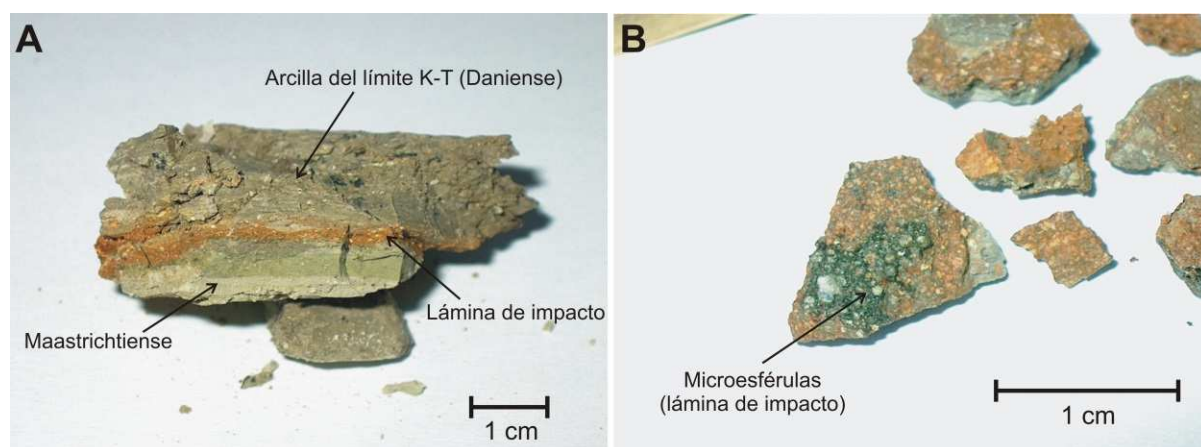 A
Arcilla del límite K-T (Daniense)
Maastrichtiense
Lámina de impacto
1 cm
B
Microesférulas
(lámina de impacto)
1 cm